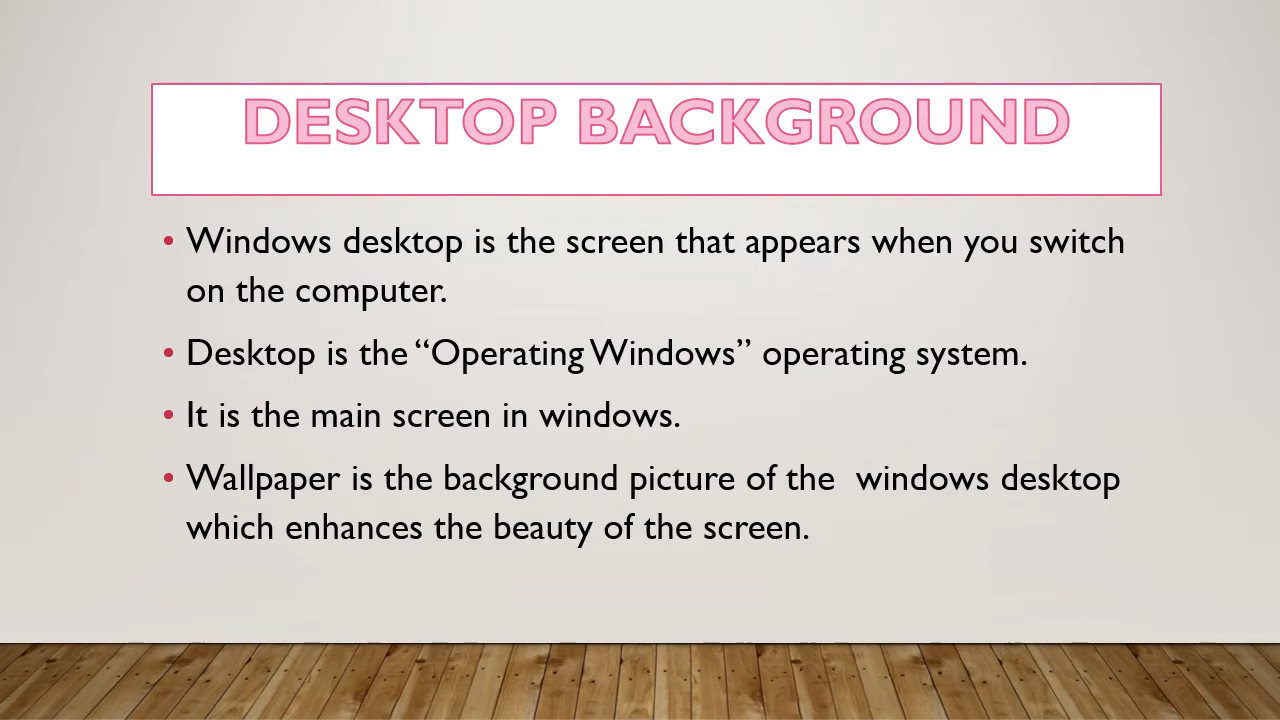 DESKTOP BACKGROUND
• Windows desktop is the screen that appears when you switch
on the computer.
• Desktop is the “Operating Windows” operating system.
• It is the main screen in windows.
• Wallpaper is the background picture of the  windows desktop
which enhances the beauty of the screen.